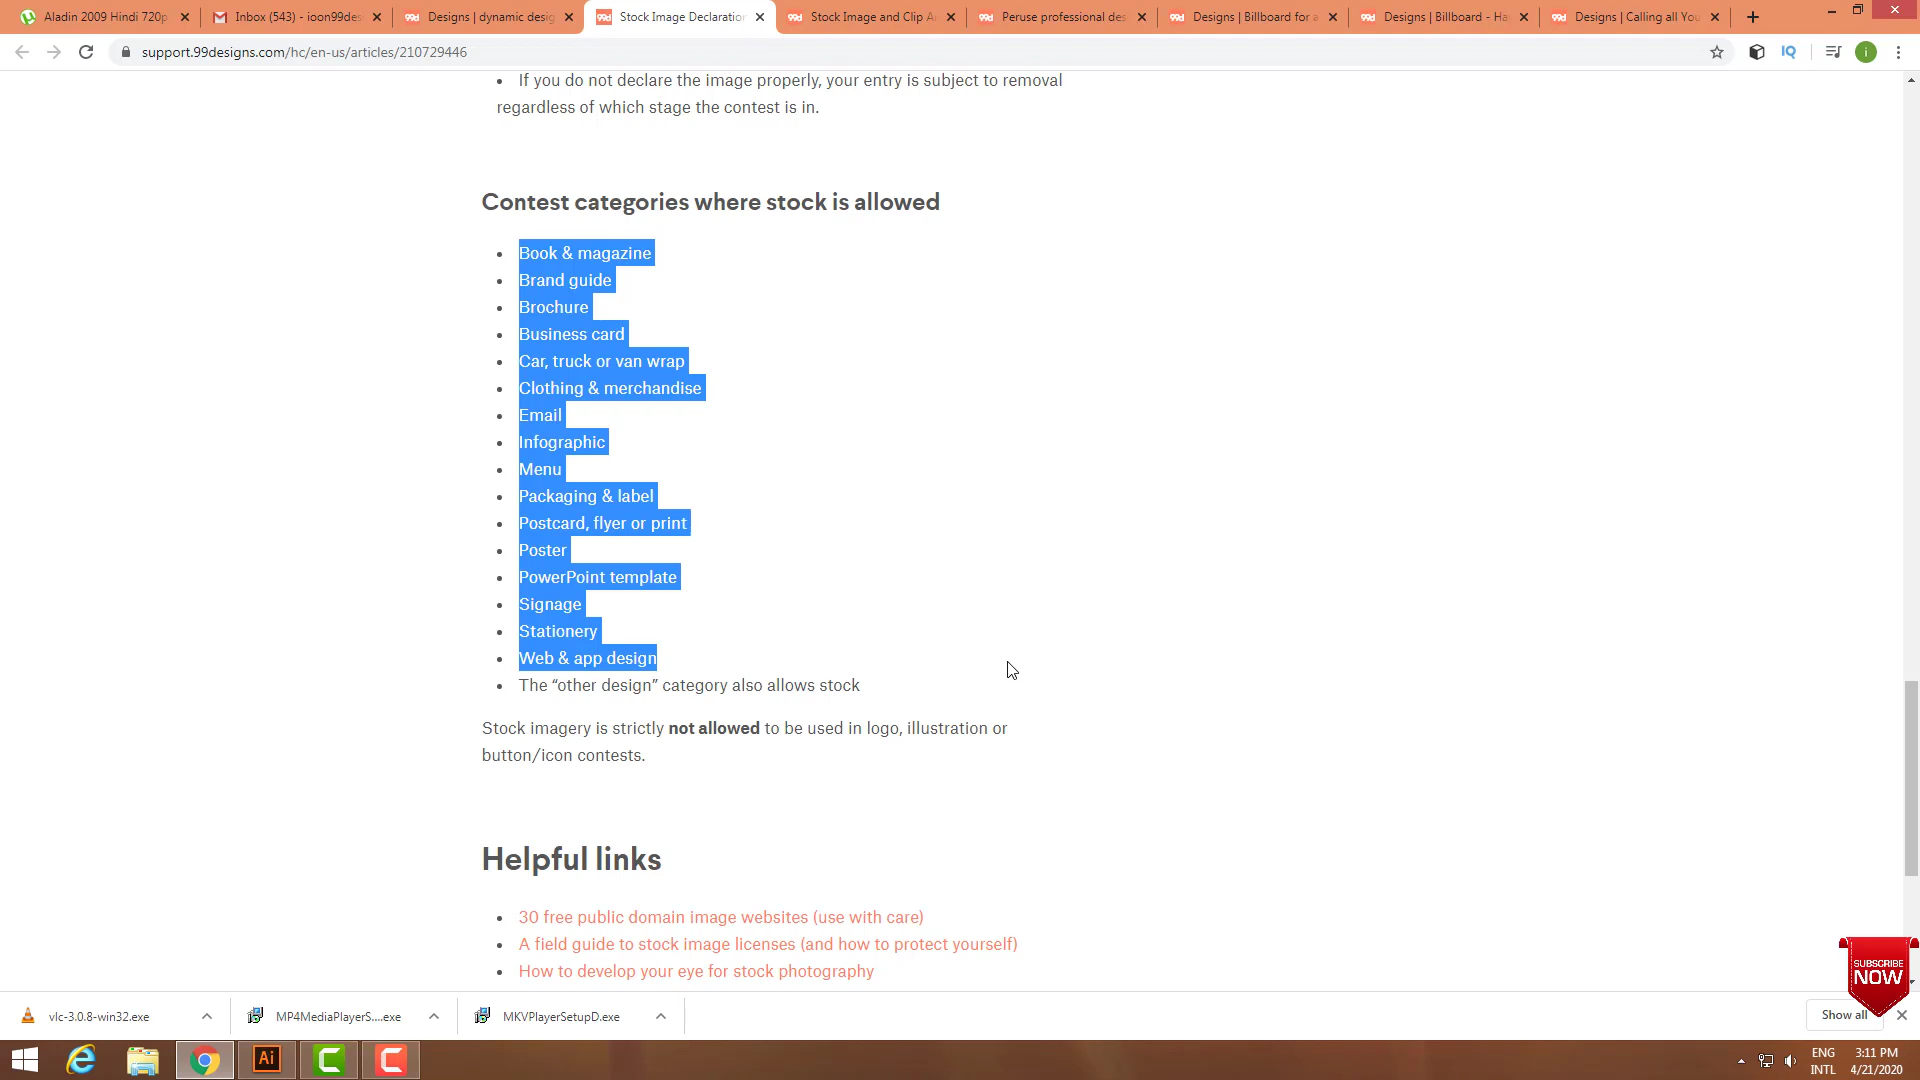 Aladin 2009 Hindi 720p
Inbox (543) - ioon99des
Designs | dynamic desig
Stock Image Declaration
Stock Image and Clip A
Peruse professional des
Designs | Billboard for a
Designs | Billboard - Ha
Designs | Calling all You
support.99designs.com/hc/en-us/articles/210729446
IQ
i
• If you do not declare the image properly, your entry is subject to removal
regardless of which stage the contest is in.
Contest categories where stock is allowed
• Book & magazine
• Brand guide
• Brochure
• Business card
• Car, truck or van wrap
• Clothing & merchandise
• Email
• Infographic
• Menu
• Packaging & label
• Postcard, flyer or print
• Poster
• PowerPoint template
• Signage
• Stationery
• Web & app design
• The “other design” category also allows stock
Stock imagery is strictly not allowed to be used in logo, illustration or
button/icon contests.
Helpful links
• 30 free public domain image websites (use with care)
• A field guide to stock image licenses (and how to protect yourself)
• How to develop your eye for stock photography
SUBSCRIBE
NOW
vlc-3.0.8-win32.exe
MP4MediaPlayerS....exe
MKVPlayerSetupD.exe
Show all
Ai
ENG
INTL
3:11 PM
4/21/2020